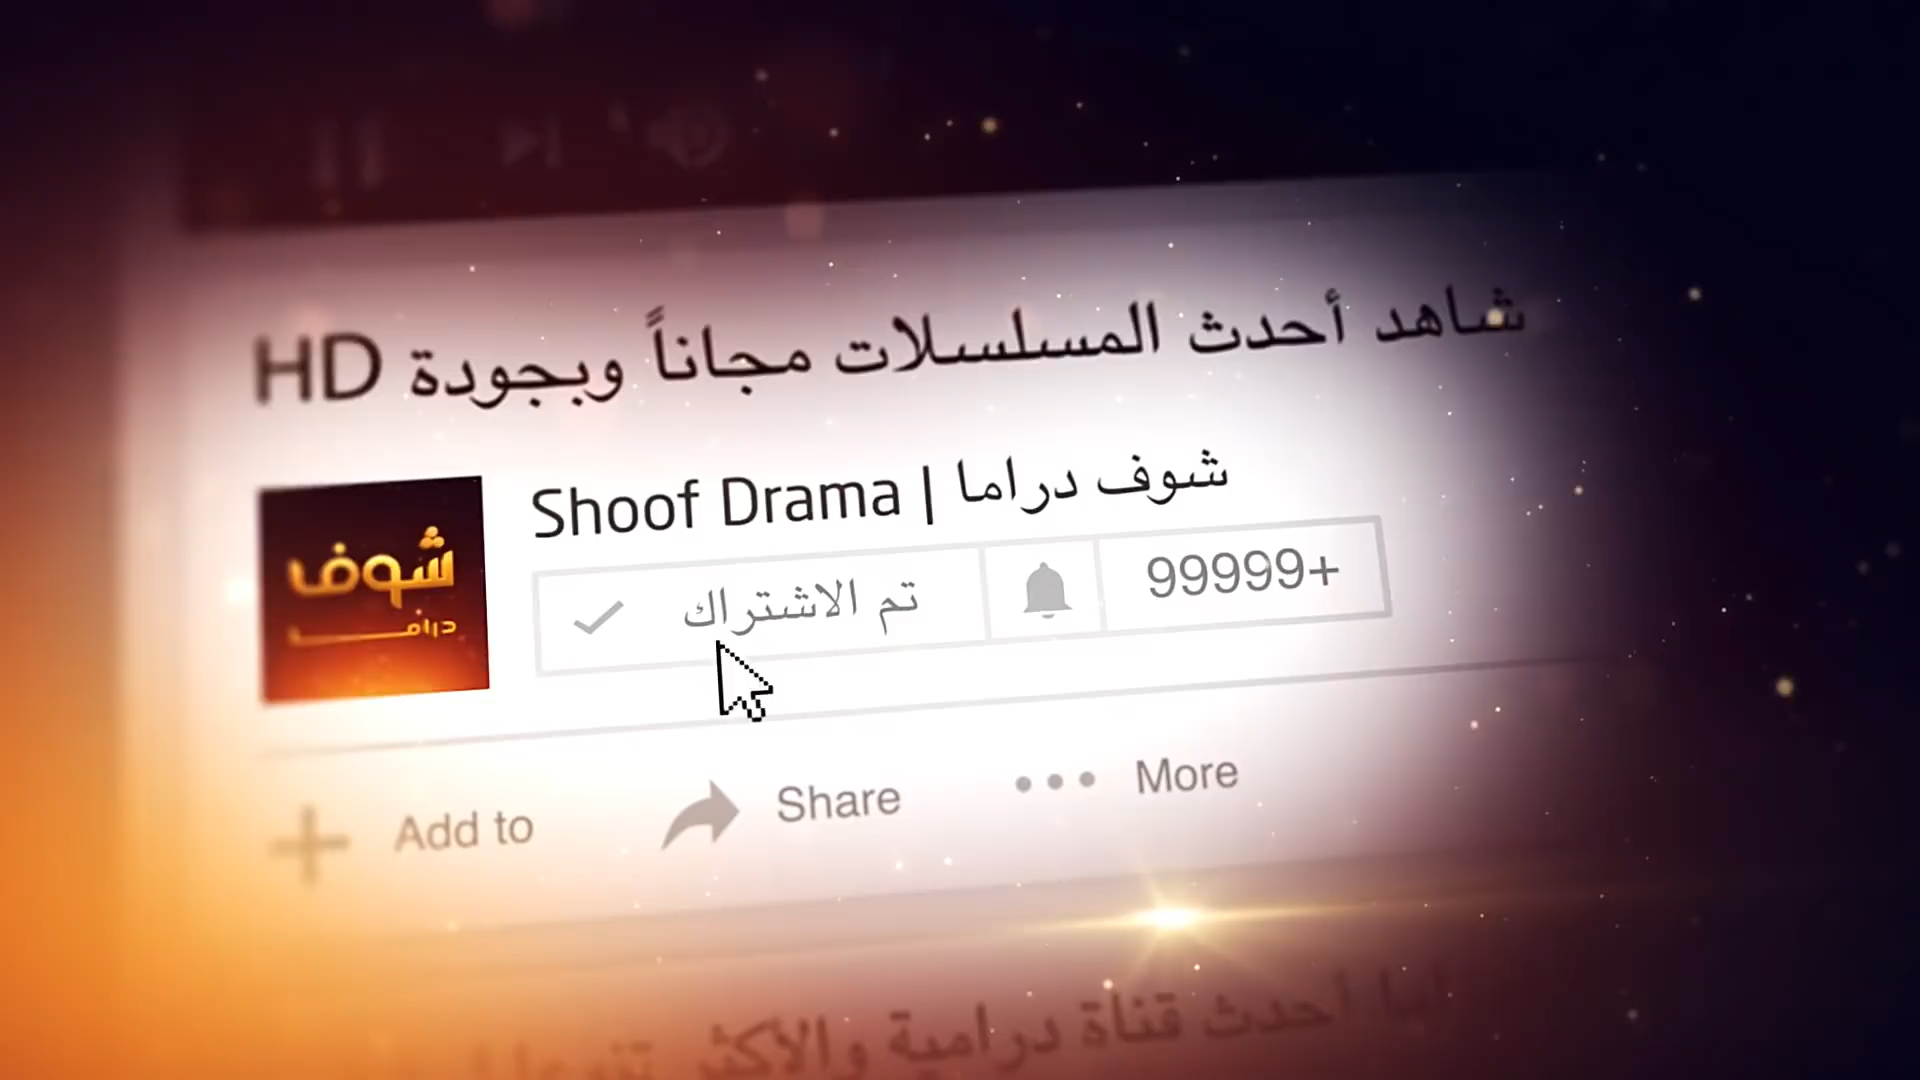 شاهد أحدث المسلسلات مجاناً وبجودة HD
شوف
دراما
Shoof Drama | شوف دراما
تم الاشتراك
99999+
Add to
Share
More
أحدث قناة درامية والأكثر